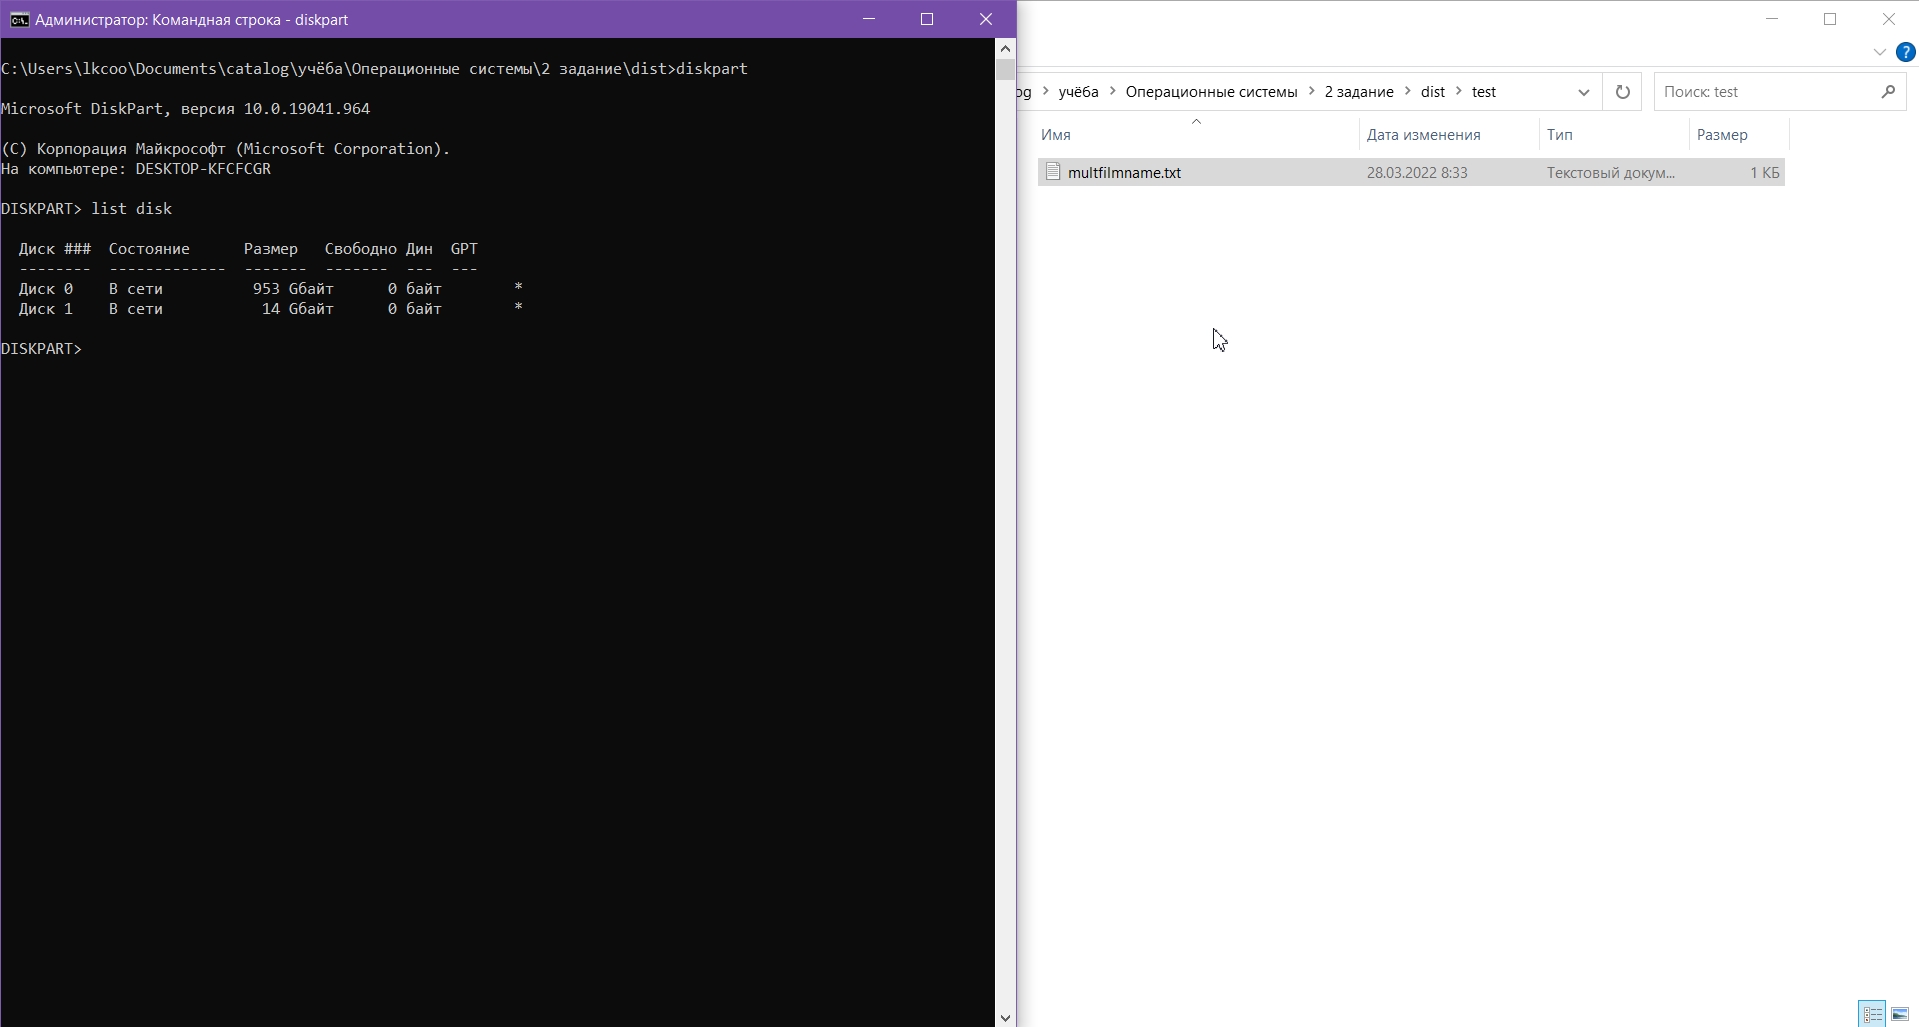 Администратор: Командная строка - diskpart
C:\Users\lkcoo\Documents\catalog\учёба\Операционные системы\2 задание\dist>diskpart
Microsoft DiskPart, версия 10.0.19041.964
(C) Корпорация Майкрософт (Microsoft Corporation).
На компьютере: DESKTOP-KFCFCGR
DISKPART> list disk
Диск ### Состояние Размер Свободно Дин GPT
-------- ------------- ------- ------- --- ---
Диск 0 В сети 953 Gбайт 0 байт *
Диск 1 В сети 14 Gбайт 0 байт *
DISKPART>
?
og > учёба > Операционные системы > 2 задание > dist > test
Поиск: test
Имя Дата изменения Тип Размер
multfilmname.txt 28.03.2022 8:33 Текстовый докум... 1 КБ